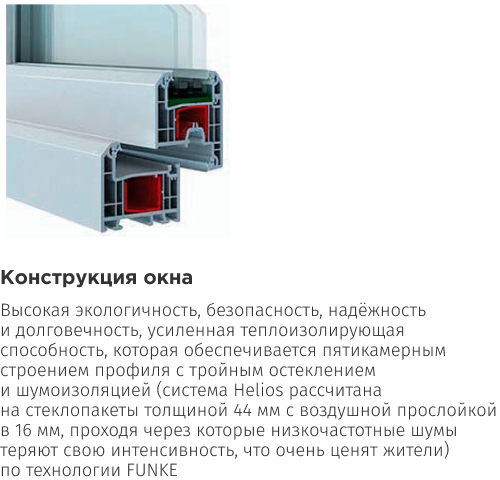 Конструкция окна
Высокая экологичность, безопасность, надёжность
и долговечность, усиленная теплоизолирующая
способность, которая обеспечивается пятикамерным
строением профиля с тройным остеклением
и шумоизоляцией (система Helios рассчитана
на стеклопакеты толщиной 44 мм с воздушной прослойкой
в 16 мм, проходя через которые низкочастотные шумы
теряют свою интенсивность, что очень ценят жители)
по технологии FUNKE